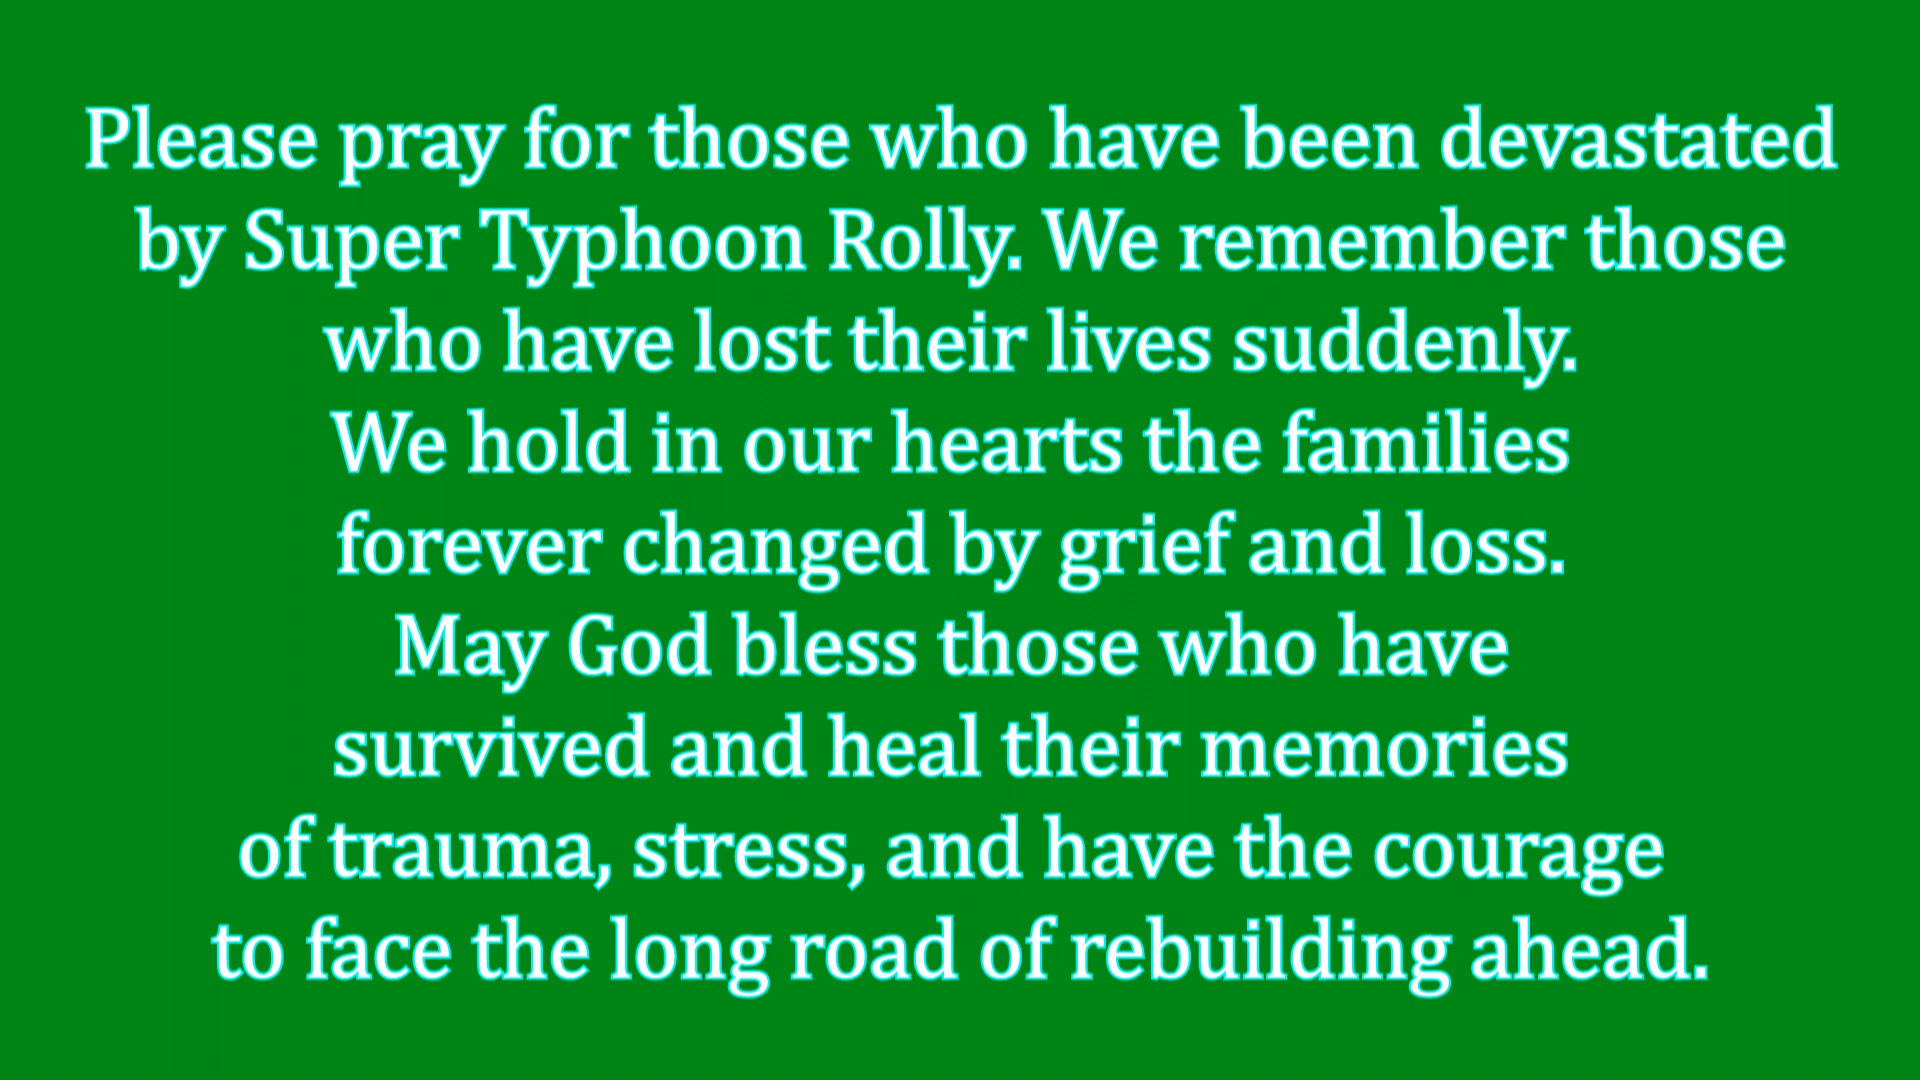 Please pray for those who have been devastated
by Super Typhoon Rolly. We remember those
who have lost their lives suddenly.
We hold in our hearts the families
forever changed by grief and loss.
May God bless those who have
survived and heal their memories
of trauma, stress, and have the courage
to face the long road of rebuilding ahead.